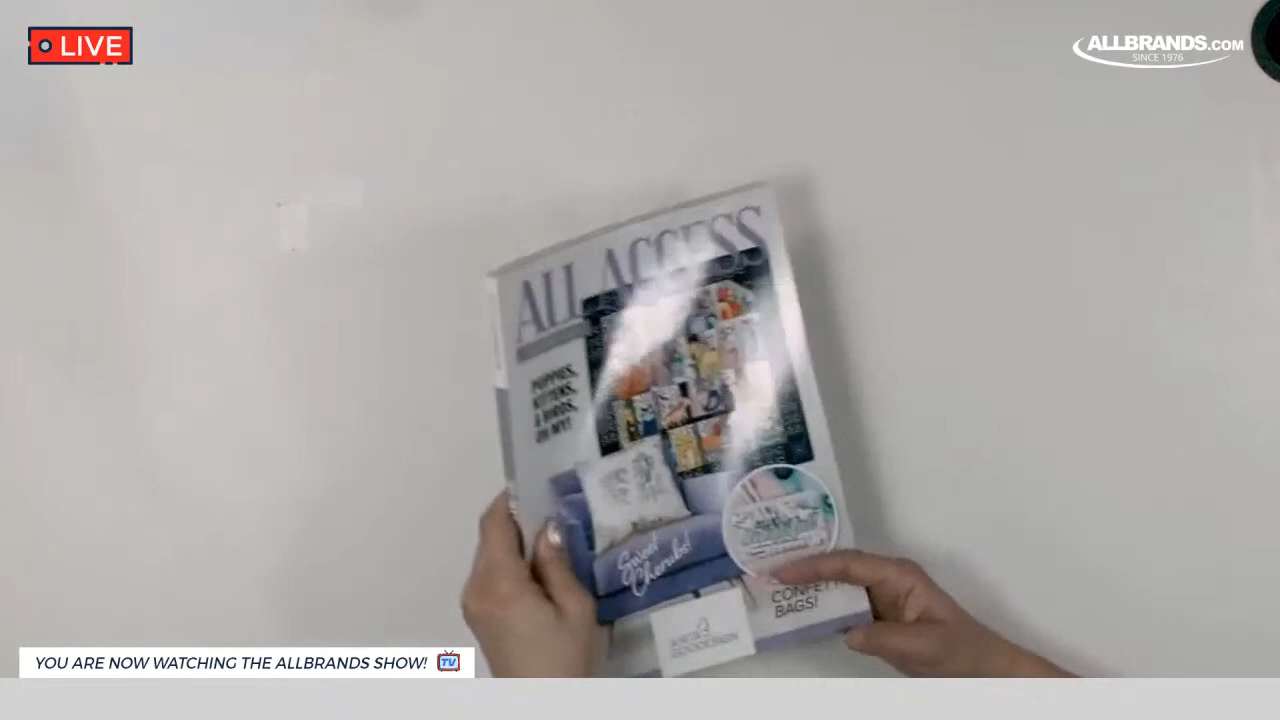 LIVE
ALLBRANDS.COM
SINCE 1976
ALL ACCESS
PUPPIES,
KITTENS,
& BIRDS,
OH MY!
Sweet
Cherubs!
CONFETTI
BAGS!
YOU ARE NOW WATCHING THE ALLBRANDS SHOW!
TV